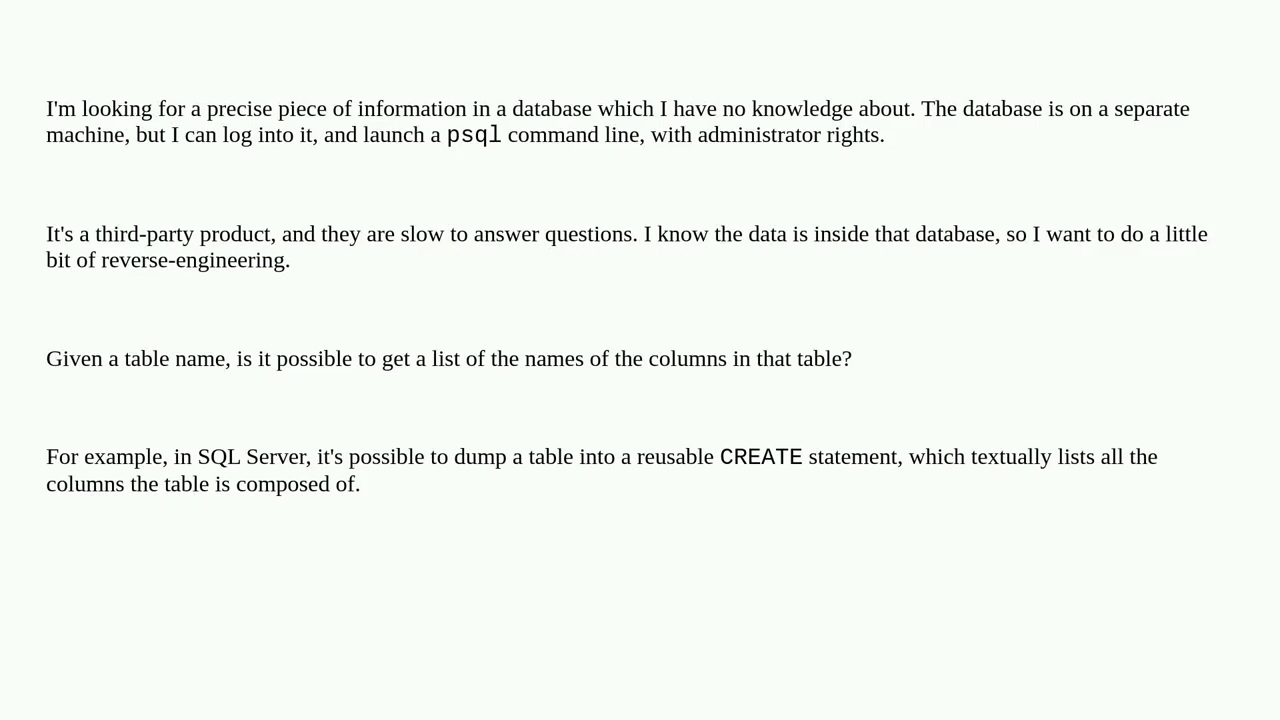 I'm looking for a precise piece of information in a database which I have no knowledge about. The database is on a separate
machine, but I can log into it, and launch a psql command line, with administrator rights.
It's a third-party product, and they are slow to answer questions. I know the data is inside that database, so I want to do a little
bit of reverse-engineering.
Given a table name, is it possible to get a list of the names of the columns in that table?
For example, in SQL Server, it's possible to dump a table into a reusable CREATE statement, which textually lists all the
columns the table is composed of.